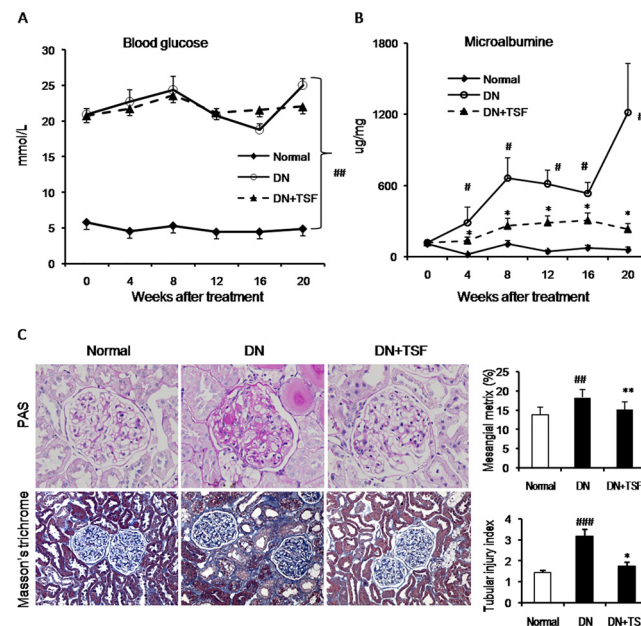 A
Blood glucose
30
25
20
15
10
5
0
mmol/L
Normal
DN
DN+TSF
##
0 4 8 12 16 20
Weeks after treatment
B
Microalbumine
1800
1200
600
0
ug/mg
Normal
DN
DN+TSF
# # # # #
* * * * *
0 4 8 12 16 20
Weeks after treatment
C
Normal DN DN+TSF
PAS
Masson's trichrome
Mesangial metrix (%)
25
20
15
10
5
0
## **
Normal DN DN+TSF
Tubular injury index
4
3
2
1
0
### *
Normal DN DN+TS